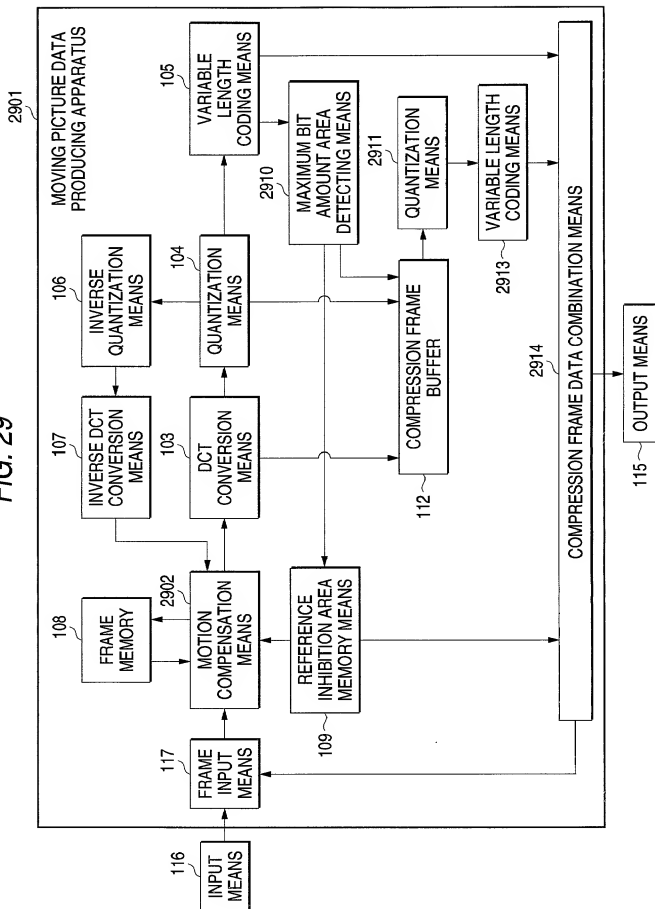 FIG. 29
2901
MOVING PICTURE DATA
PRODUCING APPARATUS
116
INPUT
MEANS
117
FRAME
INPUT
MEANS
108
FRAME
MEMORY
2902
MOTION
COMPENSATION
MEANS
REFERENCE
INHIBITION AREA
MEMORY MEANS
109
107
INVERSE DCT
CONVERSION
MEANS
103
DCT
CONVERSION
MEANS
106
INVERSE
QUANTIZATION
MEANS
104
QUANTIZATION
MEANS
COMPRESSION FRAME
BUFFER
112
105
VARIABLE
LENGTH
CODING MEANS
MAXIMUM BIT
AMOUNT AREA
DETECTING MEANS
2910
2911
QUANTIZATION
MEANS
VARIABLE LENGTH
CODING MEANS
2913
2914
COMPRESSION FRAME DATA COMBINATION MEANS
OUTPUT MEANS
115